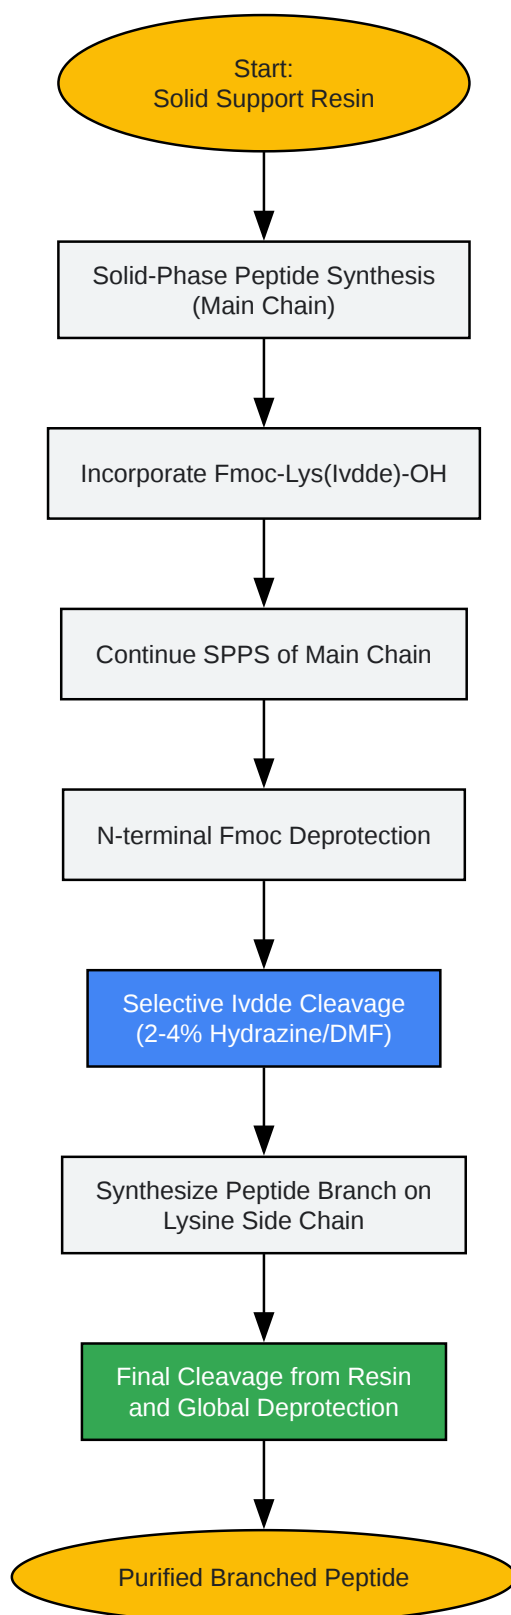 Start:
Solid Support Resin
Solid-Phase Peptide Synthesis
(Main Chain)
Incorporate Fmoc-Lys(Ivdde)-OH
Continue SPPS of Main Chain
N-terminal Fmoc Deprotection
Selective Ivdde Cleavage
(2-4% Hydrazine/DMF)
Synthesize Peptide Branch on
Lysine Side Chain
Final Cleavage from Resin
and Global Deprotection
Purified Branched Peptide